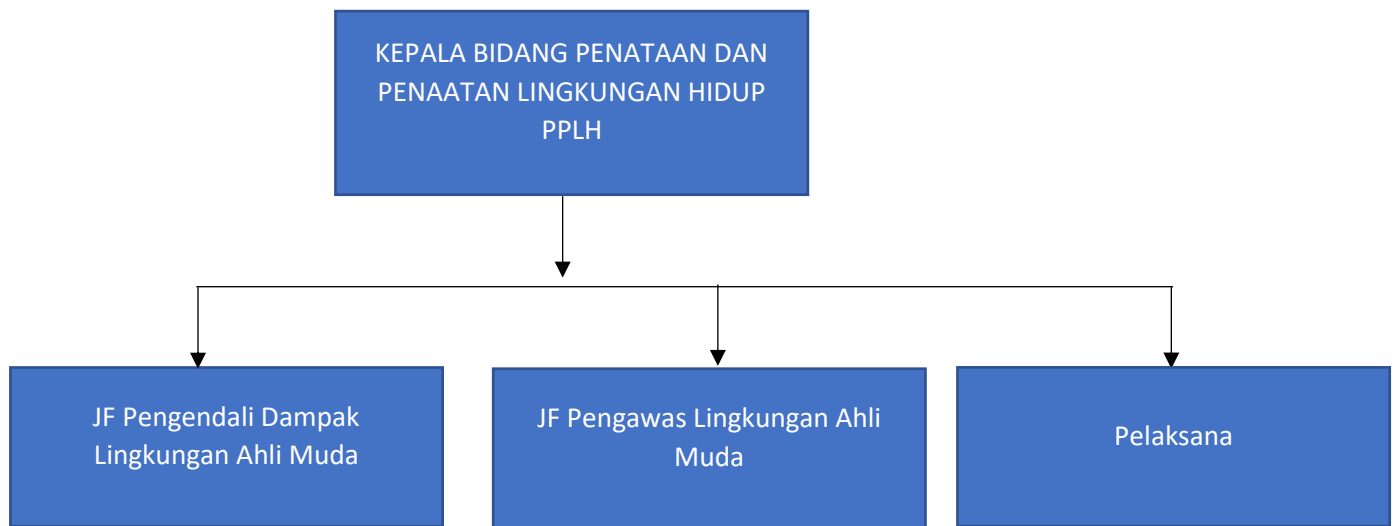 KEPALA BIDANG PENATAAN DAN
PENAATAN LINGKUNGAN HIDUP
PPLH
JF Pengendali Dampak
Lingkungan Ahli Muda
JF Pengawas Lingkungan Ahli
Muda
Pelaksana